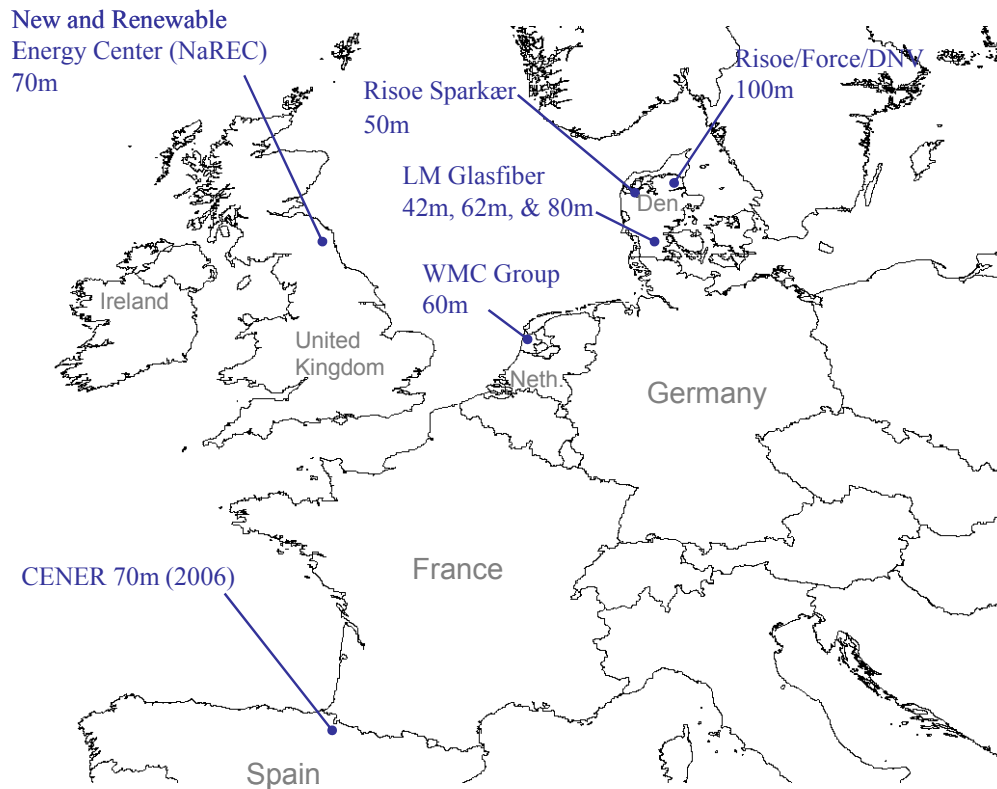 New and Renewable
Energy Center (NaREC)
70m
Risoe/Force/DNV
100m
Risoe Sparkær
50m
LM Glasfiber
42m, 62m, & 80m
Den.
WMC Group
60m
Ireland
United
Kingdom
Neth.
Germany
CENER 70m (2006)
France
Spain